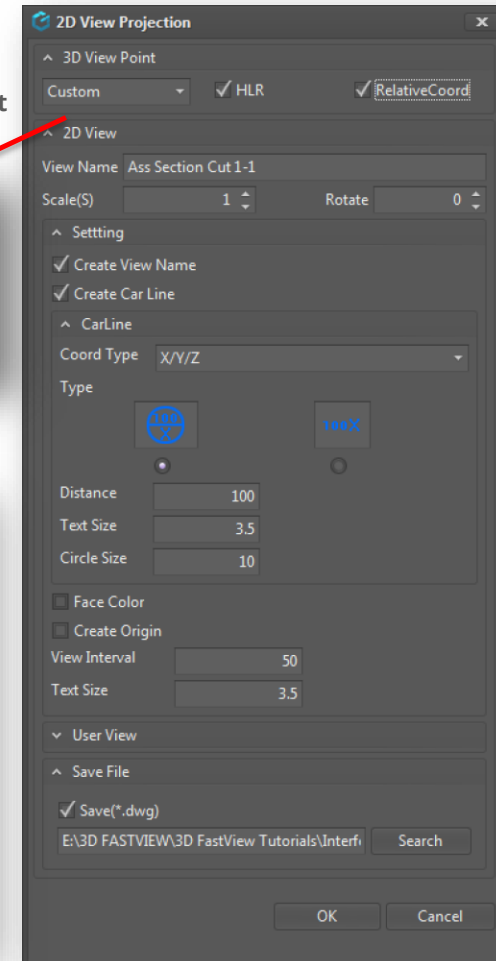 2D View Projection
3D View Point
Custom HLR RelativeCoord
t
2D View
View Name Ass Section Cut 1-1
Scale(S) 1 Rotate 0
Settting
Create View Name
Create Car Line
CarLine
Coord Type X/Y/Z
Type
100 X 100X
Distance 100
Text Size 3.5
Circle Size 10
Face Color
Create Origin
View Interval 50
Text Size 3.5
User View
Save File
Save(*.dwg)
E:\3D FASTVIEW\3D FastView Tutorials\Interf Search
OK Cancel